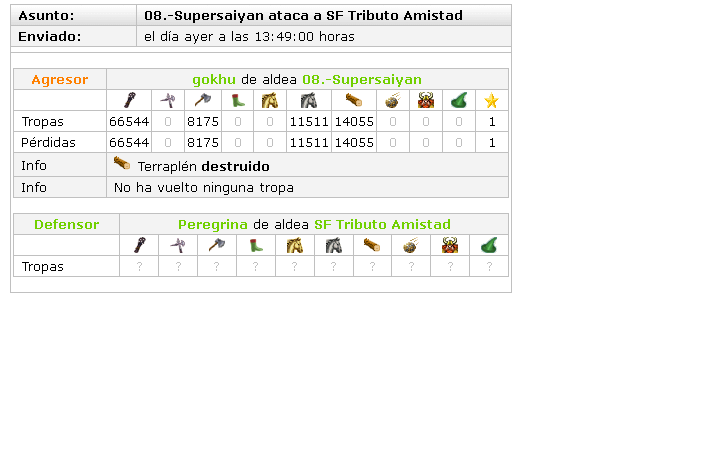 Asunto: 08.-Supersaiyan ataca a SF Tributo Amistad
Enviado: el día ayer a las 13:49:00 horas
Agresor gokhu de aldea 08.-Supersaiyan
Tropas 66544 0 8175 0 0 11511 14055 0 0 0 1
Pérdidas 66544 0 8175 0 0 11511 14055 0 0 0 1
Info Terraplén destruido
Info No ha vuelto ninguna tropa
Defensor Peregrina de aldea SF Tributo Amistad
Tropas ? ? ? ? ? ? ? ? ? ?